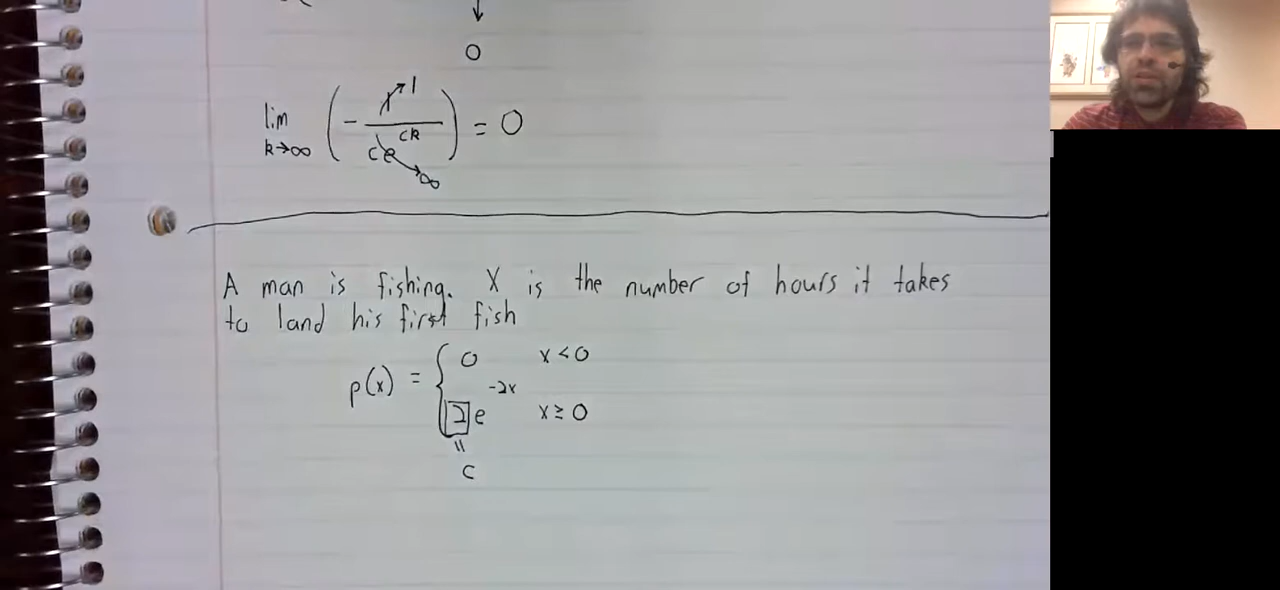 0
lim k→∞ ( - 1↗1 / ce^ck ↘∞ ) = 0
A man is fishing. X is the number of hours it takes
to land his first fish
p(x) = { 0 x < 0
2e^-2x x ≥ 0
=
c